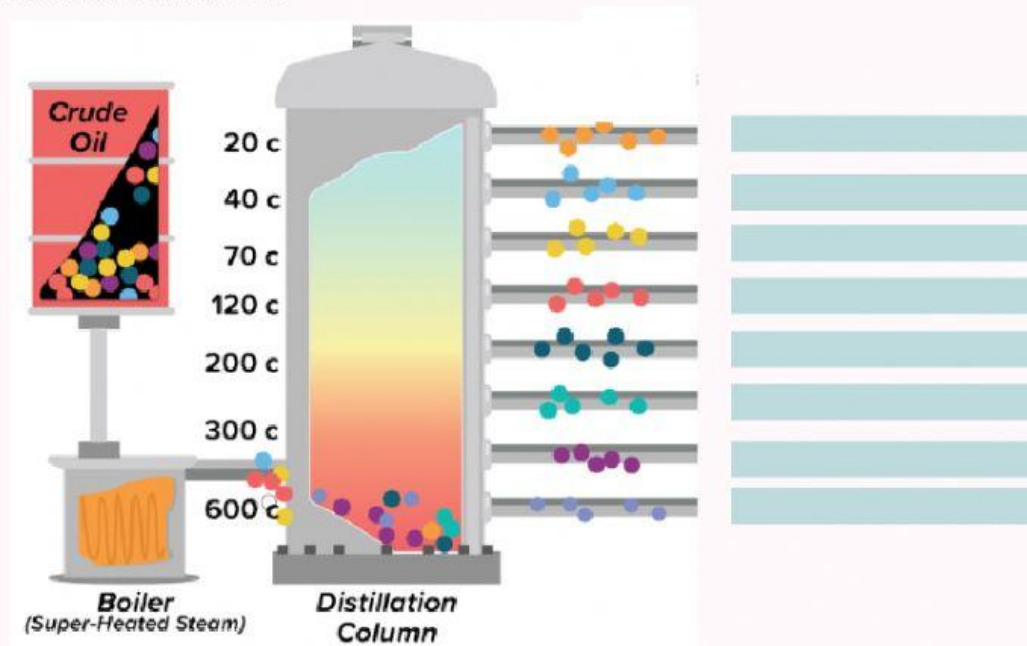 Crude
Oil
20 c
40 c
70 c
120 c
200 c
300 c
600 c
Boiler
(Super-Heated Steam)
Distillation
Column